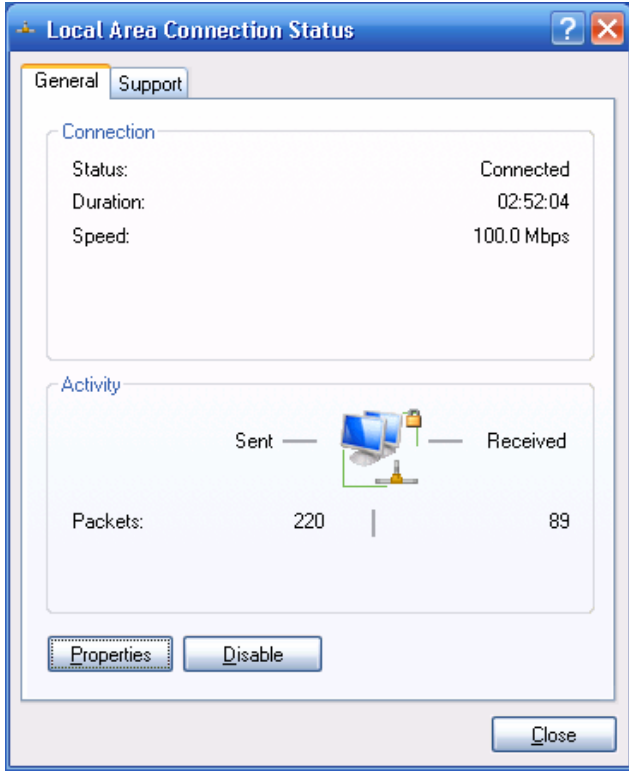 Local Area Connection Status
General Support
Connection
Status: Connected
Duration: 02:52:04
Speed: 100.0 Mbps
Activity
Sent Received
Packets: 220 89
Properties Disable
Close